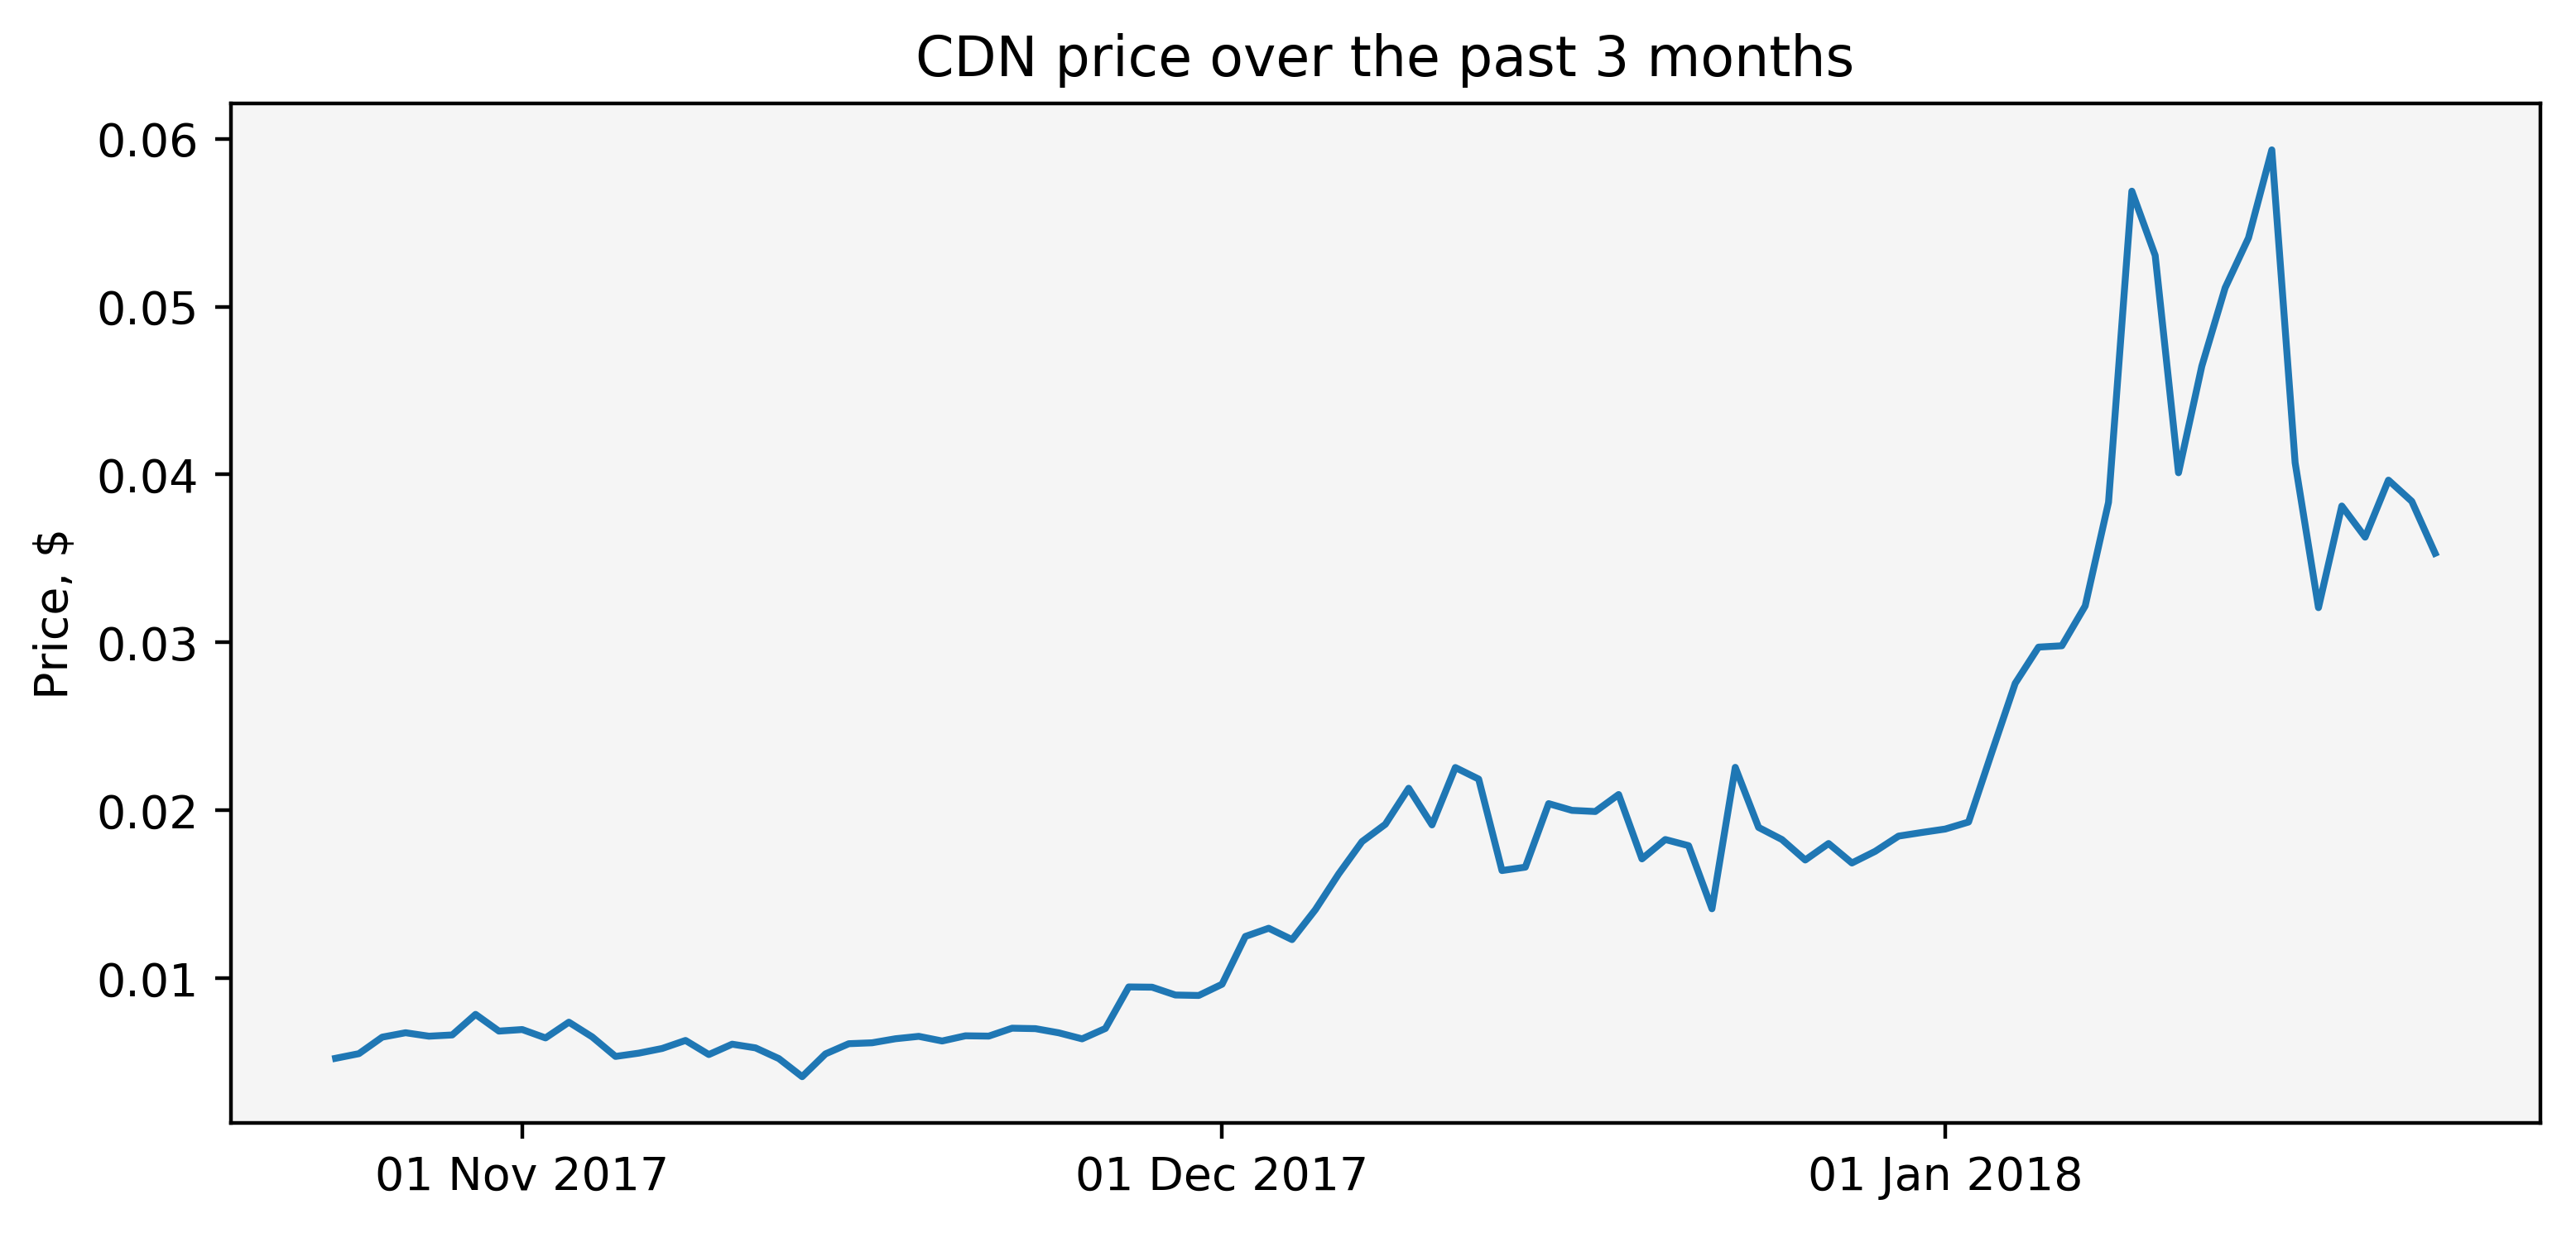 CDN price over the past 3 months
Price, $
0.06
0.05
0.04
0.03
0.02
0.01
01 Nov 2017
01 Dec 2017
01 Jan 2018